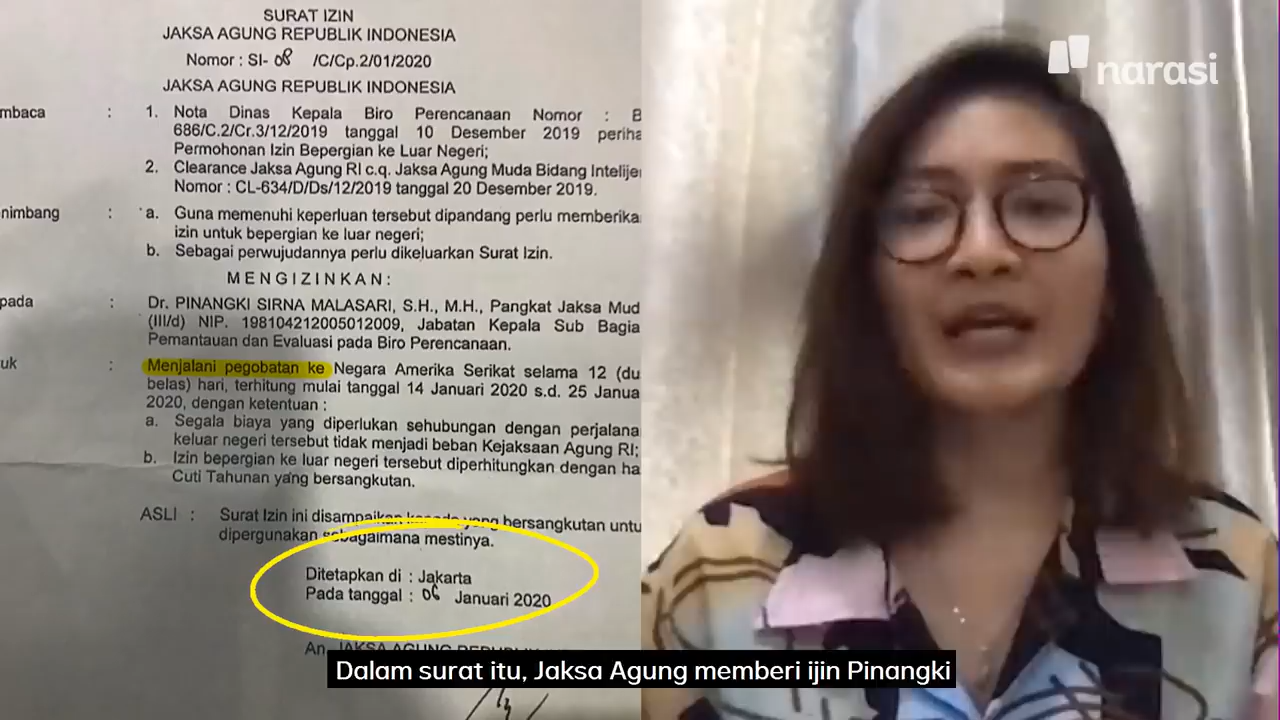 SURAT IZIN
JAKSA AGUNG REPUBLIK INDONESIA
Nomor : SI- 08 /C/Cp.2/01/2020
JAKSA AGUNG REPUBLIK INDONESIA
mbaca : 1. Nota Dinas Kepala Biro Perencanaan Nomor : B
686/C.2/Cr.3/12/2019 tanggal 10 Desember 2019 periha
Permohonan Izin Bepergian ke Luar Negeri;
2. Clearance Jaksa Agung RI c.q. Jaksa Agung Muda Bidang Intelijen
Nomor : CL-634/D/Ds/12/2019 tanggal 20 Desember 2019.
nimbang : a. Guna memenuhi keperluan tersebut dipandang perlu memberika
izin untuk bepergian ke luar negeri;
b. Sebagai perwujudannya perlu dikeluarkan Surat Izin.
MENGIZINKAN:
pada : Dr. PINANGKI SIRNA MALASARI, S.H., M.H., Pangkat Jaksa Mud
(III/d) NIP. 198104212005012009, Jabatan Kepala Sub Bagia
Pemantauan dan Evaluasi pada Biro Perencanaan.
uk : Menjalani pegobatan ke Negara Amerika Serikat selama 12 (du
belas) hari, terhitung mulai tanggal 14 Januari 2020 s.d. 25 Janua
2020, dengan ketentuan :
a. Segala biaya yang diperlukan sehubungan dengan perjalana
keluar negeri tersebut tidak menjadi beban Kejaksaan Agung RI;
b. Izin bepergian ke luar negeri tersebut diperhitungkan dengan ha
Cuti Tahunan yang bersangkutan.
ASLI : Surat Izin ini disampaikan kepada yang bersangkutan untu
dipergunakan sebagaimana mestinya.
Ditetapkan di : Jakarta
Pada tanggal : 06 Januari 2020
An. JAKSA AGUNG
narasi
Dalam surat itu, Jaksa Agung memberi ijin Pinangki